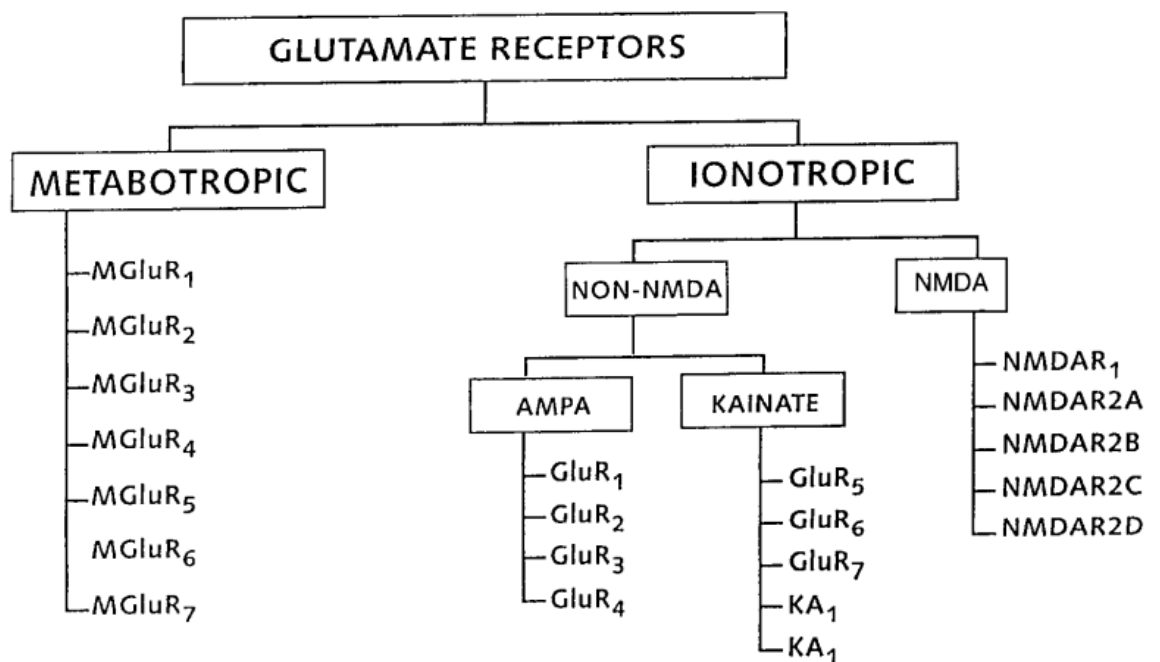 GLUTAMATE RECEPTORS
METABOTROPIC
IONOTROPIC
MGluR₁
MGluR₂
MGluR₃
MGluR₄
MGluR₅
MGluR₆
MGluR₇
NON-NMDA
NMDA
AMPA
KAINATE
GluR₁
GluR₂
GluR₃
GluR₄
GluR₅
GluR₆
GluR₇
KA₁
KA₁
NMDAR₁
NMDAR2A
NMDAR2B
NMDAR2C
NMDAR2D